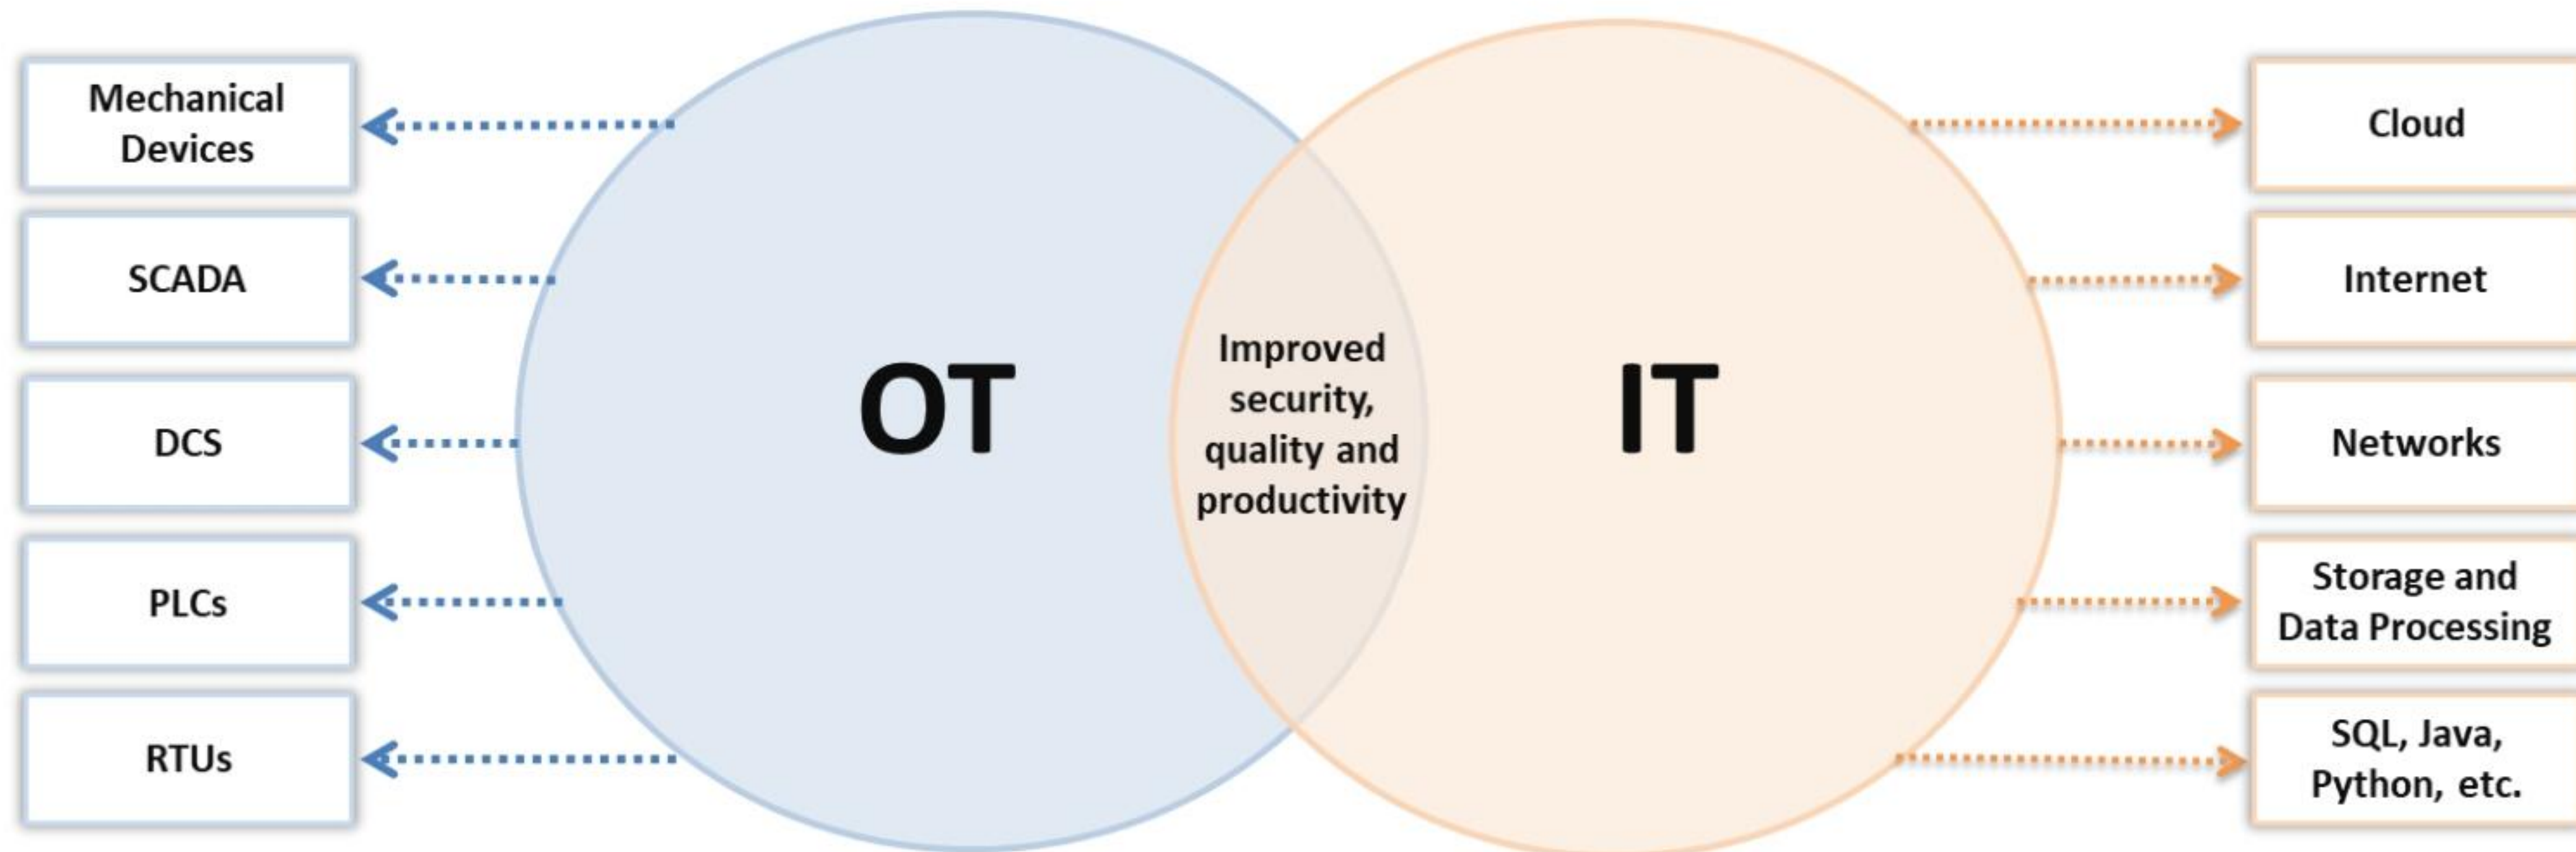 Mechanical
Devices
SCADA
DCS
PLCs
RTUs
OT
Improved
security,
quality and
productivity
IT
Cloud
Internet
Networks
Storage and
Data Processing
SQL, Java,
Python, etc.